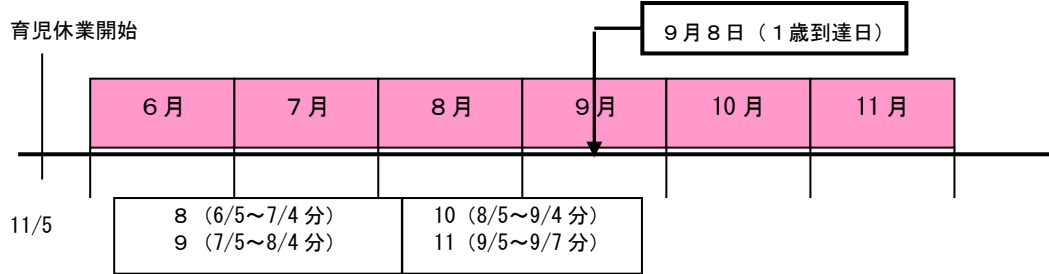 育児休業開始
９月８日（１歳到達日）
６月 ７月 ８月 ９月 10月 11月
11/5
８（6/5～7/4分）
９（7/5～8/4分）
10（8/5～9/4分）
11（9/5～9/7分）